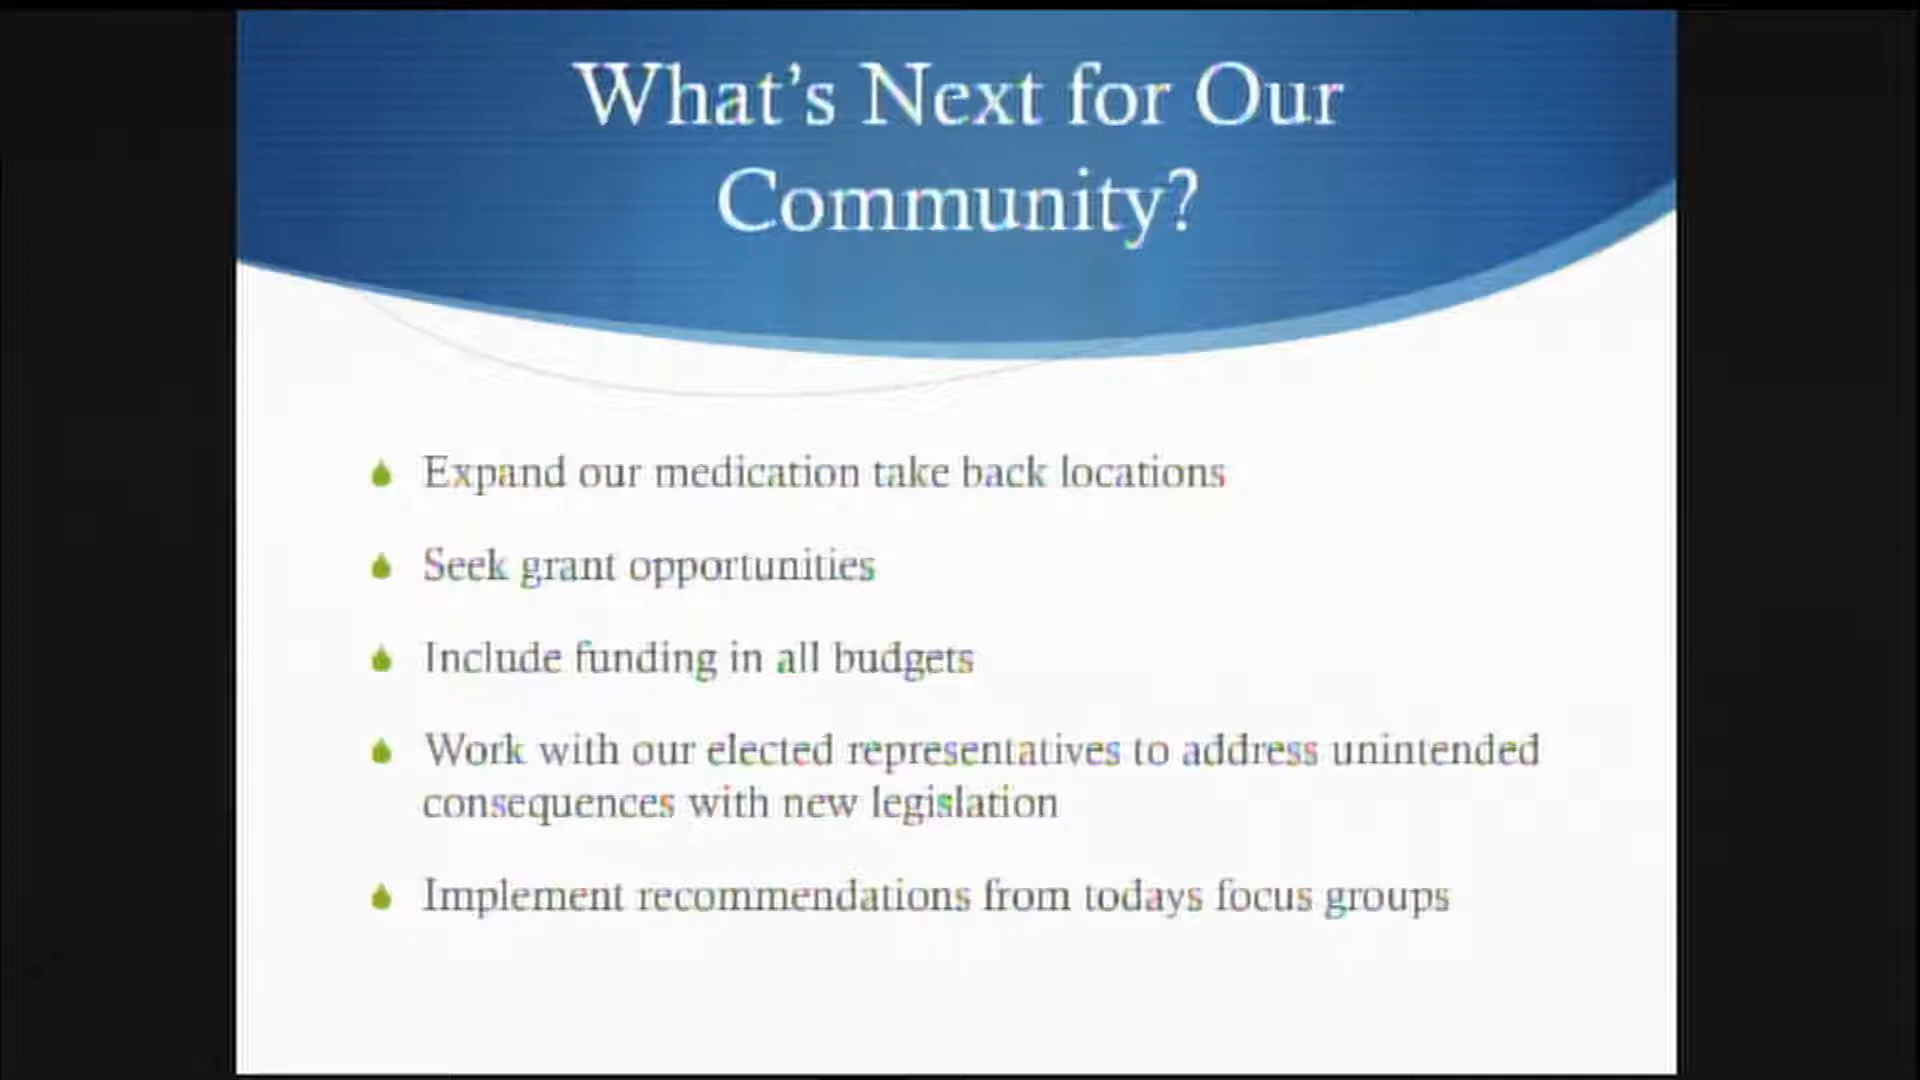 What's Next for Our
Community?
Expand our medication take back locations
Seek grant opportunities
Include funding in all budgets
Work with our elected representatives to address unintended
consequences with new legislation
Implement recommendations from todays focus groups